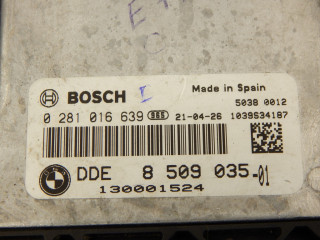 BOSCH
Made in Spain
5038 0012
0 281 016 639 965 21-04-26 1039S34187
DDE 8 509 035-01
130001524